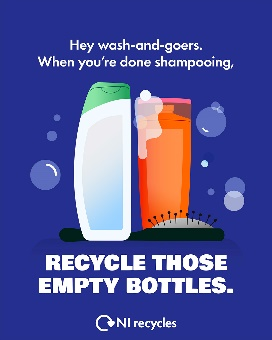 Hey wash-and-goers.
When you're done shampooing,
RECYCLE THOSE
EMPTY BOTTLES.
NI recycles